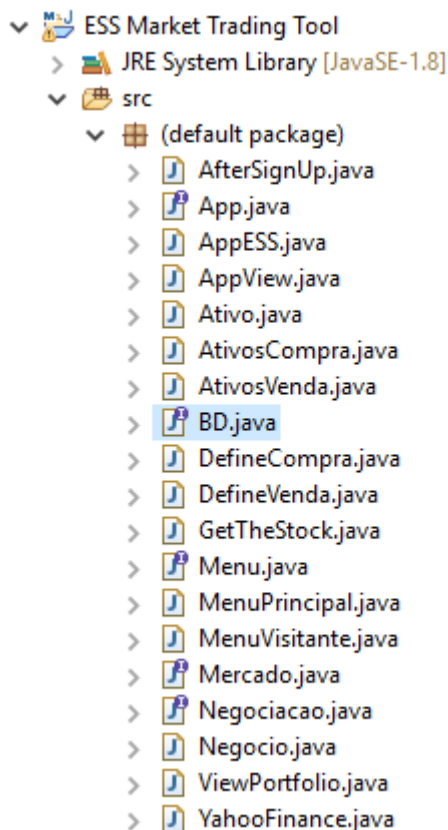 ESS Market Trading Tool
JRE System Library [JavaSE-1.8]
src
(default package)
AfterSignUp.java
App.java
AppESS.java
AppView.java
Ativo.java
AtivosCompra.java
AtivosVenda.java
BD.java
DefineCompra.java
DefineVenda.java
GetTheStock.java
Menu.java
MenuPrincipal.java
MenuVisitante.java
Mercado.java
Negociacao.java
Negocio.java
ViewPortfolio.java
YahooFinance.java